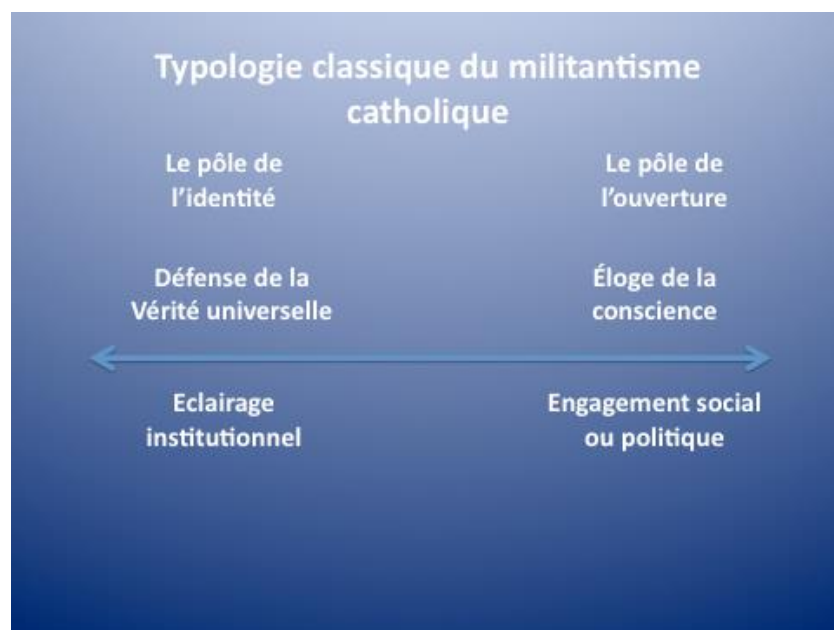 Typologie classique du militantisme
catholique
Le pôle de
l'identité
Le pôle de
l'ouverture
Défense de la
Vérité universelle
Éloge de la
conscience
Eclairage
institutionnel
Engagement social
ou politique